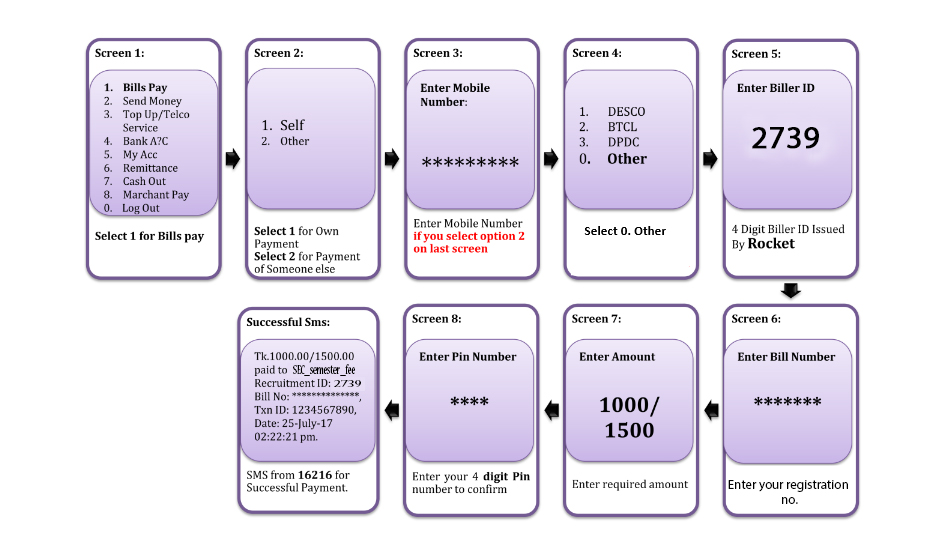 Screen 1:
1. Bills Pay
2. Send Money
3. Top Up/Telco
Service
4. Bank A?C
5. My Acc
6. Remittance
7. Cash Out
8. Marchant Pay
0. Log Out
Select 1 for Bills pay
Screen 2:
1. Self
2. Other
Select 1 for Own
Payment
Select 2 for Payment
of Someone else
Screen 3:
Enter Mobile
Number:
*********
Enter Mobile Number
if you select option 2
on last screen
Screen 4:
1. DESCO
2. BTCL
3. DPDC
0. Other
Select 0. Other
Screen 5:
Enter Biller ID
2739
4 Digit Biller ID Issued
By Rocket
Screen 6:
Enter Bill Number
*******
Enter your registration
no.
Screen 7:
Enter Amount
1000/
1500
Enter required amount
Screen 8:
Enter Pin Number
****
Enter your 4 digit Pin
number to confirm
Successful Sms:
Tk.1000.00/1500.00
paid to SEC_semester_fee
Recruitment ID: 2739
Bill No: **************,
Txn ID: 1234567890,
Date: 25-July-17
02:22:21 pm.
SMS from 16216 for
Successful Payment.